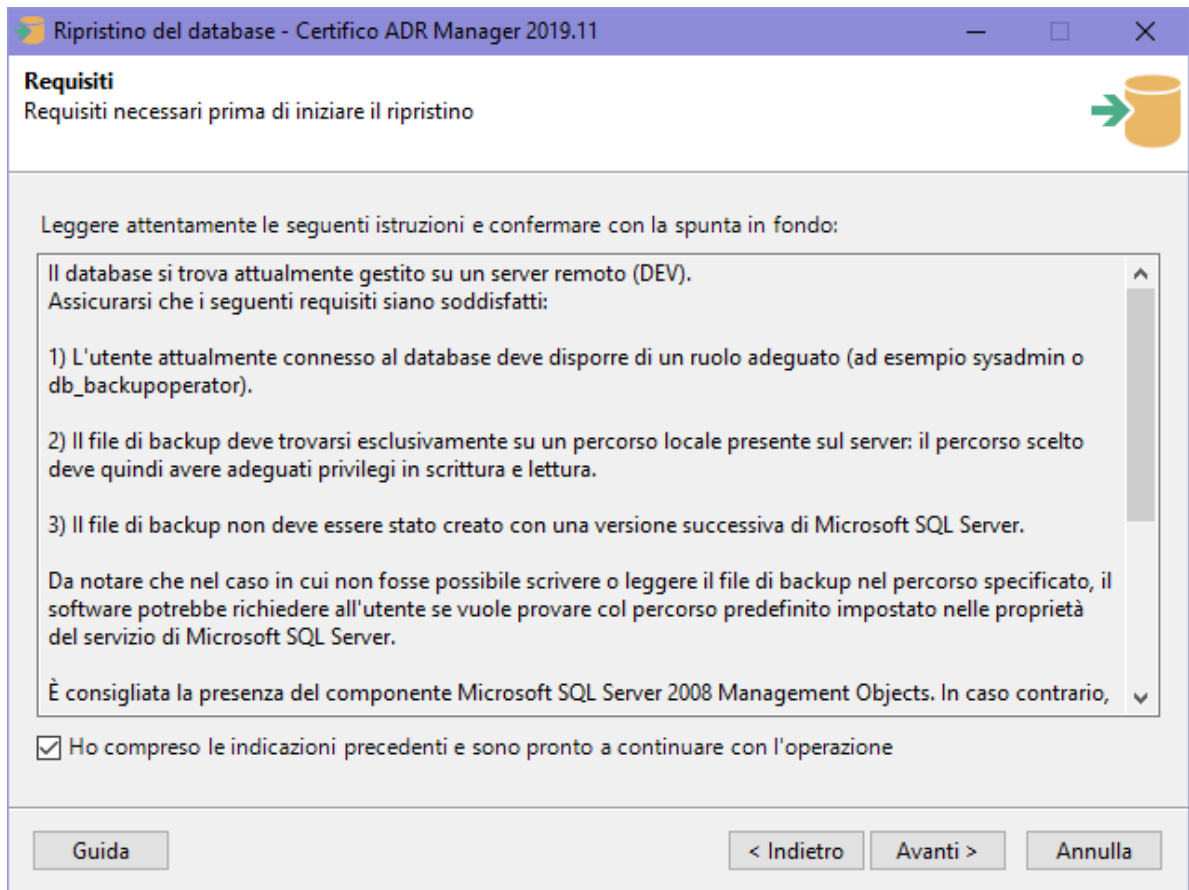 Ripristino del database - Certifico ADR Manager 2019.11
Requisiti
Requisiti necessari prima di iniziare il ripristino
Leggere attentamente le seguenti istruzioni e confermare con la spunta in fondo:
Il database si trova attualmente gestito su un server remoto (DEV).
Assicurarsi che i seguenti requisiti siano soddisfatti:
1) L'utente attualmente connesso al database deve disporre di un ruolo adeguato (ad esempio sysadmin o
db_backupoperator).
2) Il file di backup deve trovarsi esclusivamente su un percorso locale presente sul server: il percorso scelto
deve quindi avere adeguati privilegi in scrittura e lettura.
3) Il file di backup non deve essere stato creato con una versione successiva di Microsoft SQL Server.
Da notare che nel caso in cui non fosse possibile scrivere o leggere il file di backup nel percorso specificato, il
software potrebbe richiedere all'utente se vuole provare col percorso predefinito impostato nelle proprietà
del servizio di Microsoft SQL Server.
È consigliata la presenza del componente Microsoft SQL Server 2008 Management Objects. In caso contrario,
Ho compreso le indicazioni precedenti e sono pronto a continuare con l'operazione
Guida
< Indietro
Avanti >
Annulla